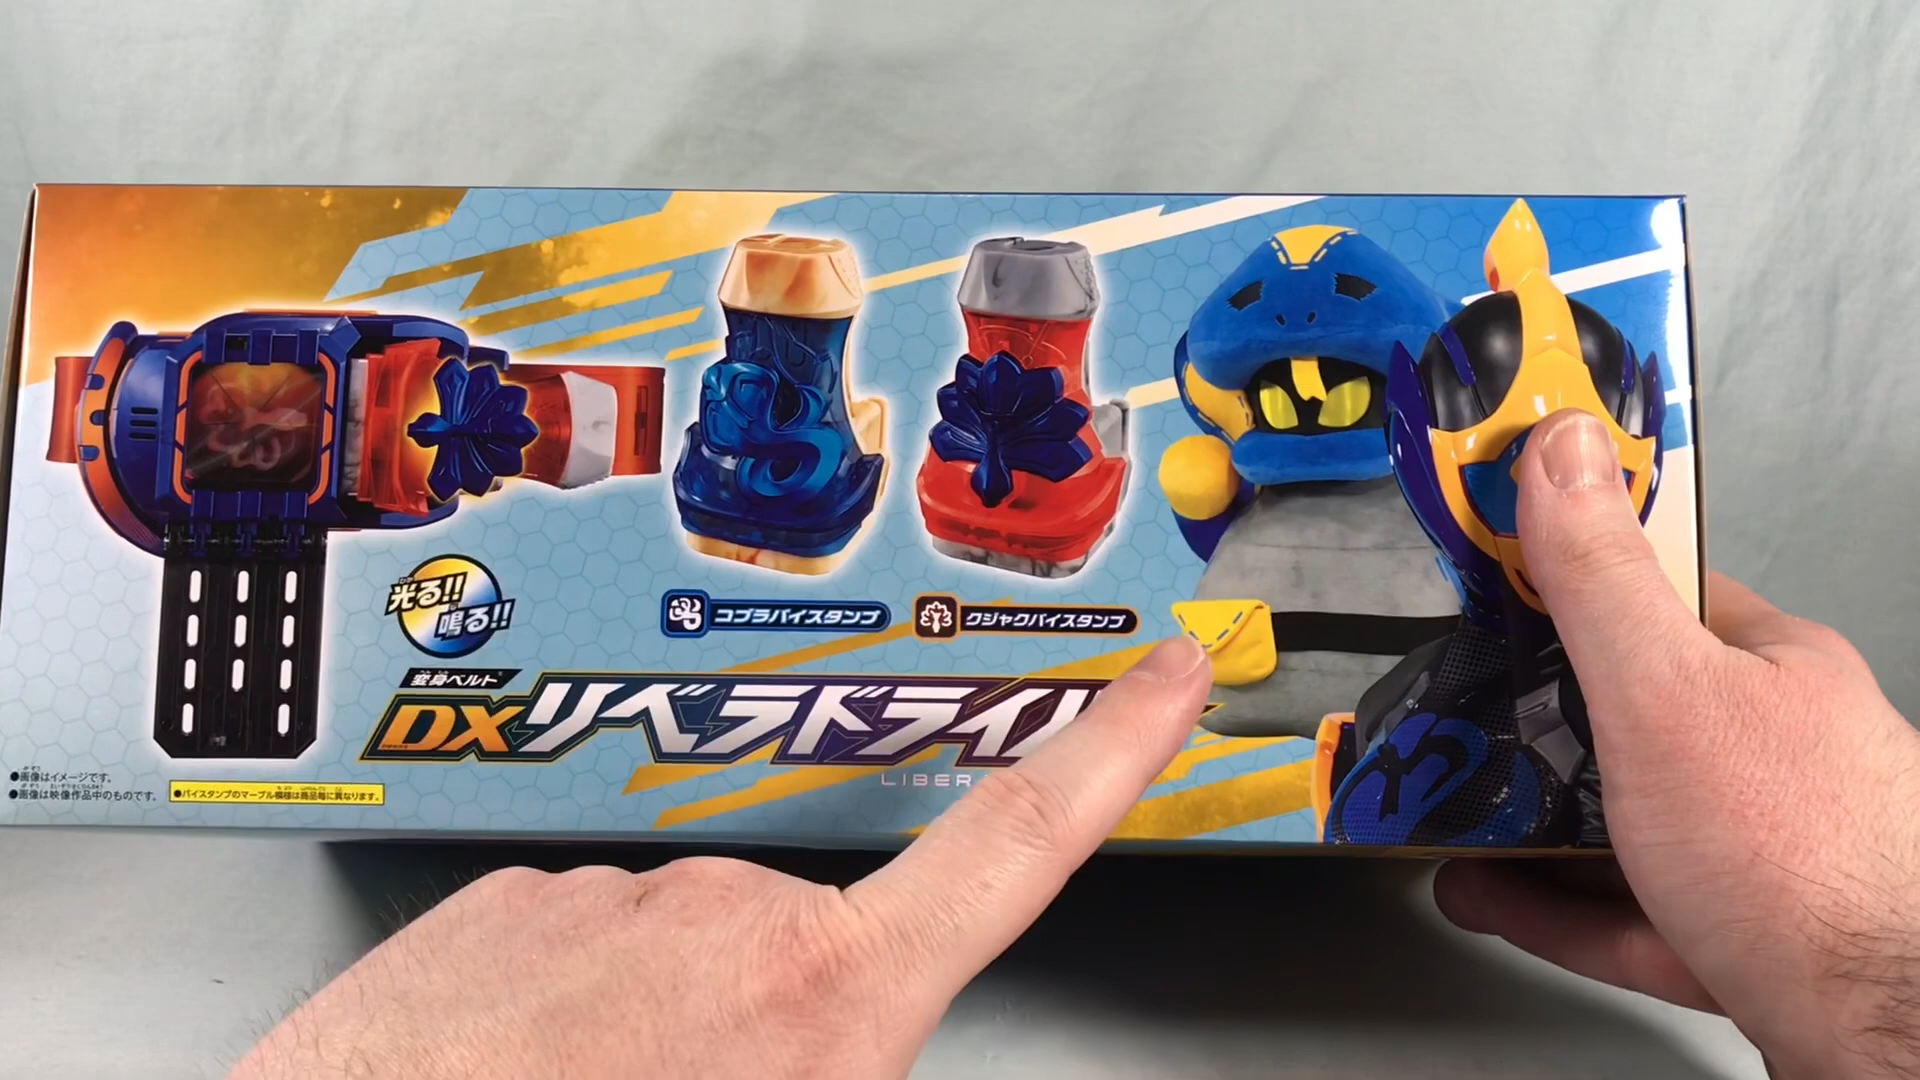 光る!!
鳴る!!
コブラバイスタンプ
クジャクバイスタンプ
変身ベルト
DXリベラドライバ
LIBER
●画像はイメージです。
●画像は映像作品中のものです。
●バイスタンプのマーブル模様は商品毎に異なります。